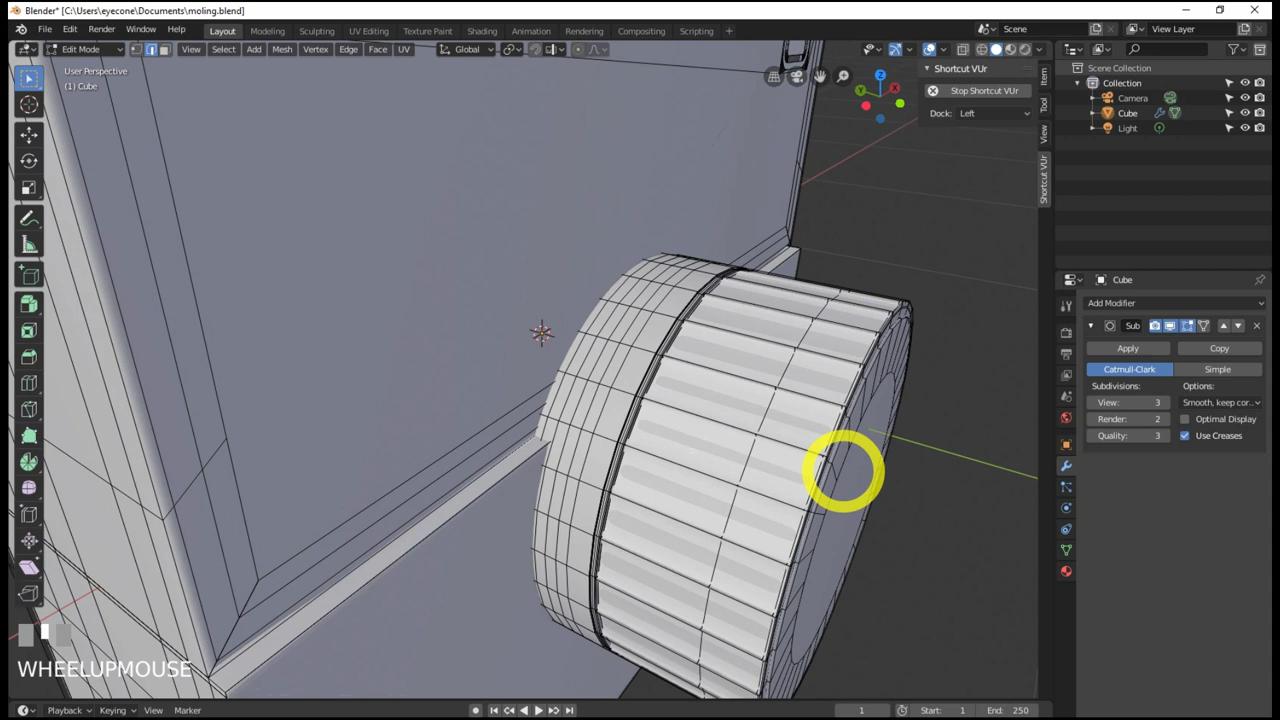 Blender* [C:\Users\eyecone\Documents\moling.blend]
File Edit Render Window Help Layout Modeling Sculpting UV Editing Texture Paint Shading Animation Rendering Compositing Scripting Scene View Layer
Edit Mode View Select Add Mesh Vertex Edge Face UV Global
User Perspective
(1) Cube
Shortcut VUr
Stop Shortcut VUr
Dock: Left
Item
Tool
View
Shortcut VUr
Scene Collection
Collection
Camera
Cube
Light
Cube
Add Modifier
Sub
Apply Copy
Catmull-Clark Simple
Subdivisions: Options:
View: 3 Smooth, keep cor..
Render: 2 Optimal Display
Quality: 3 Use Creases
X
Y
Z
WHEELUPMOUSE
Playback Keying View Marker 1 Start: 1 End: 250